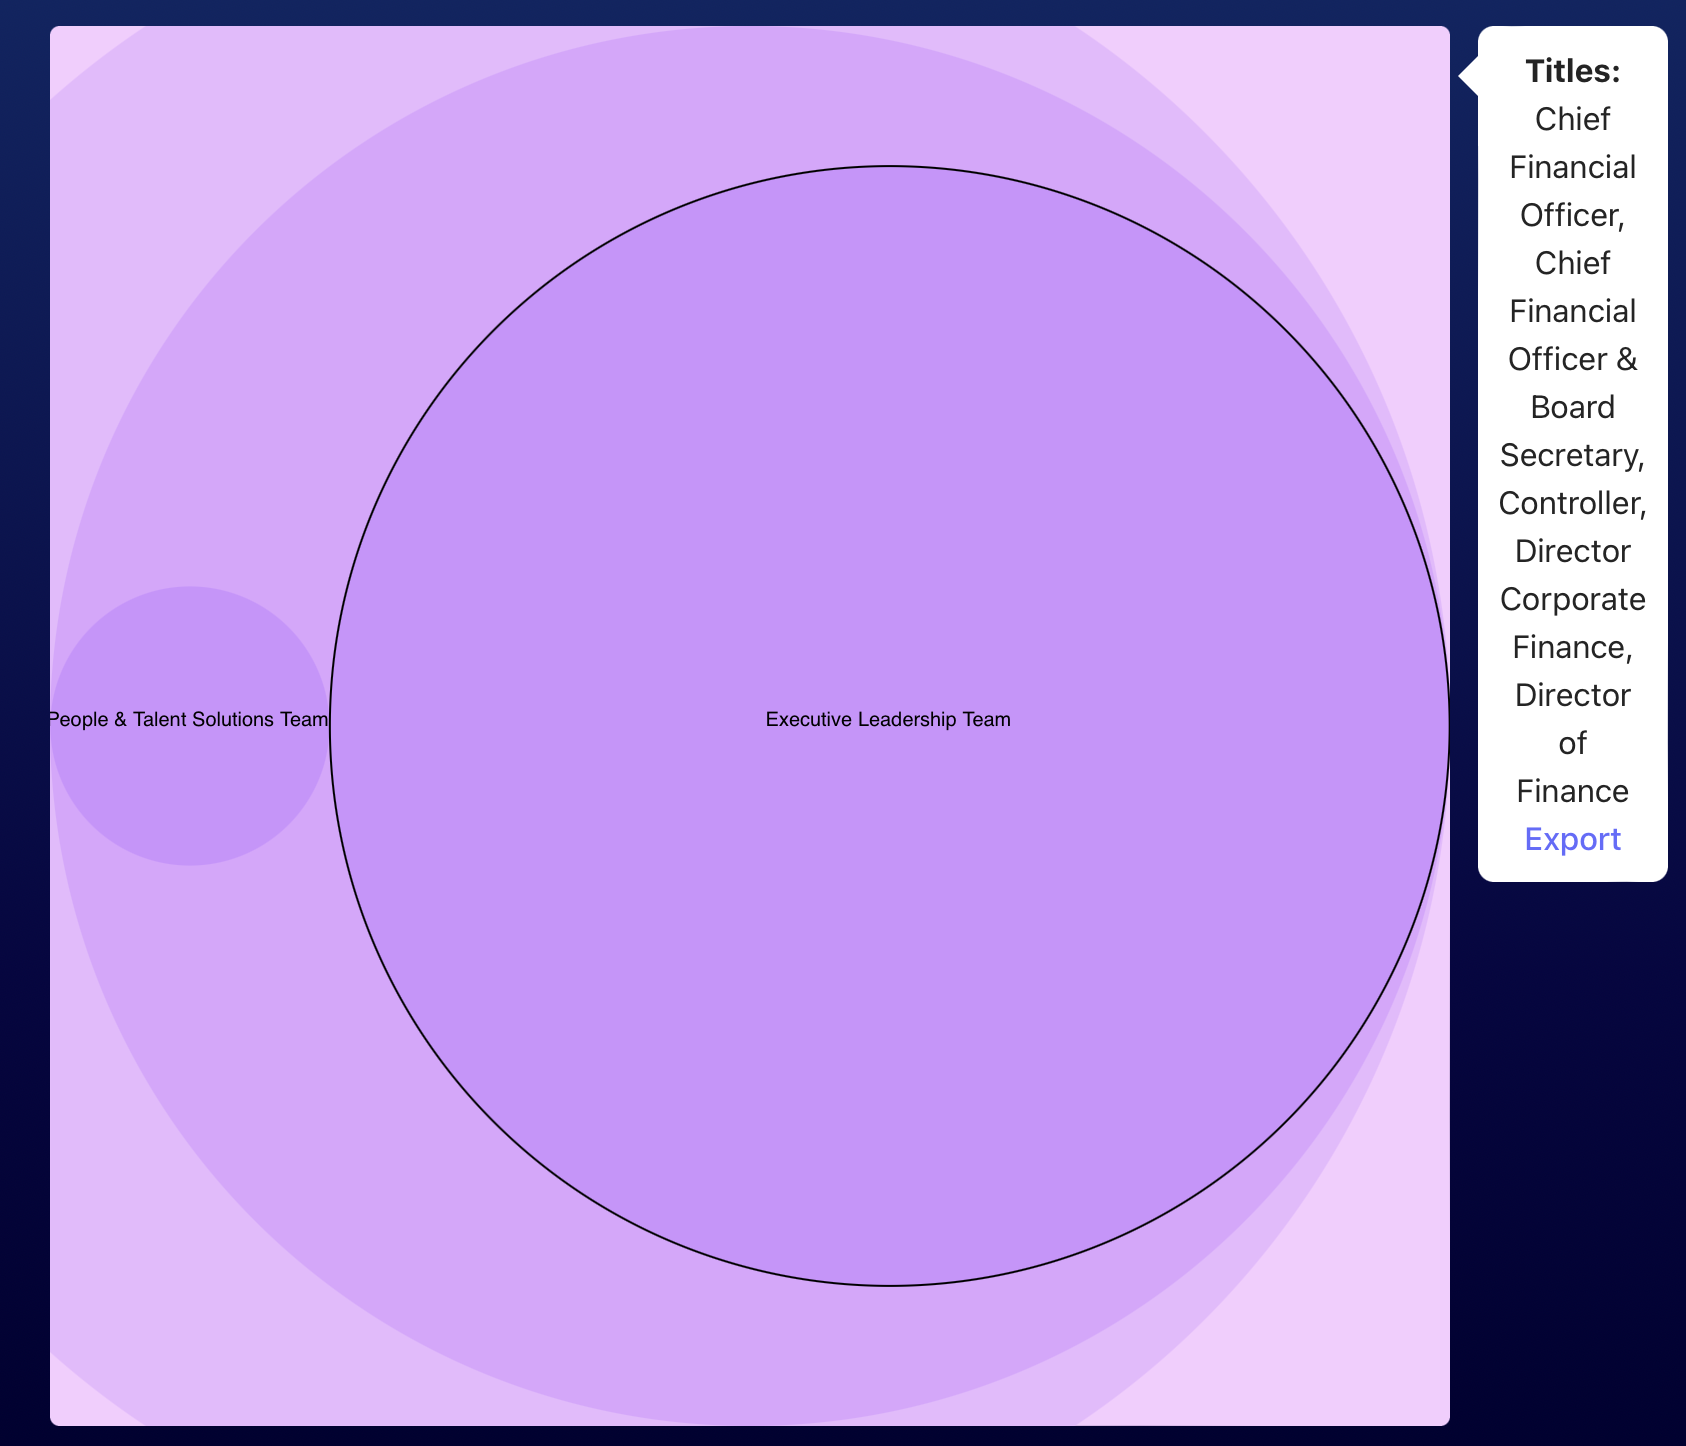 People & Talent Solutions Team
Executive Leadership Team
Titles:
Chief
Financial
Officer,
Chief
Financial
Officer &
Board
Secretary,
Controller,
Director
Corporate
Finance,
Director
of
Finance
Export